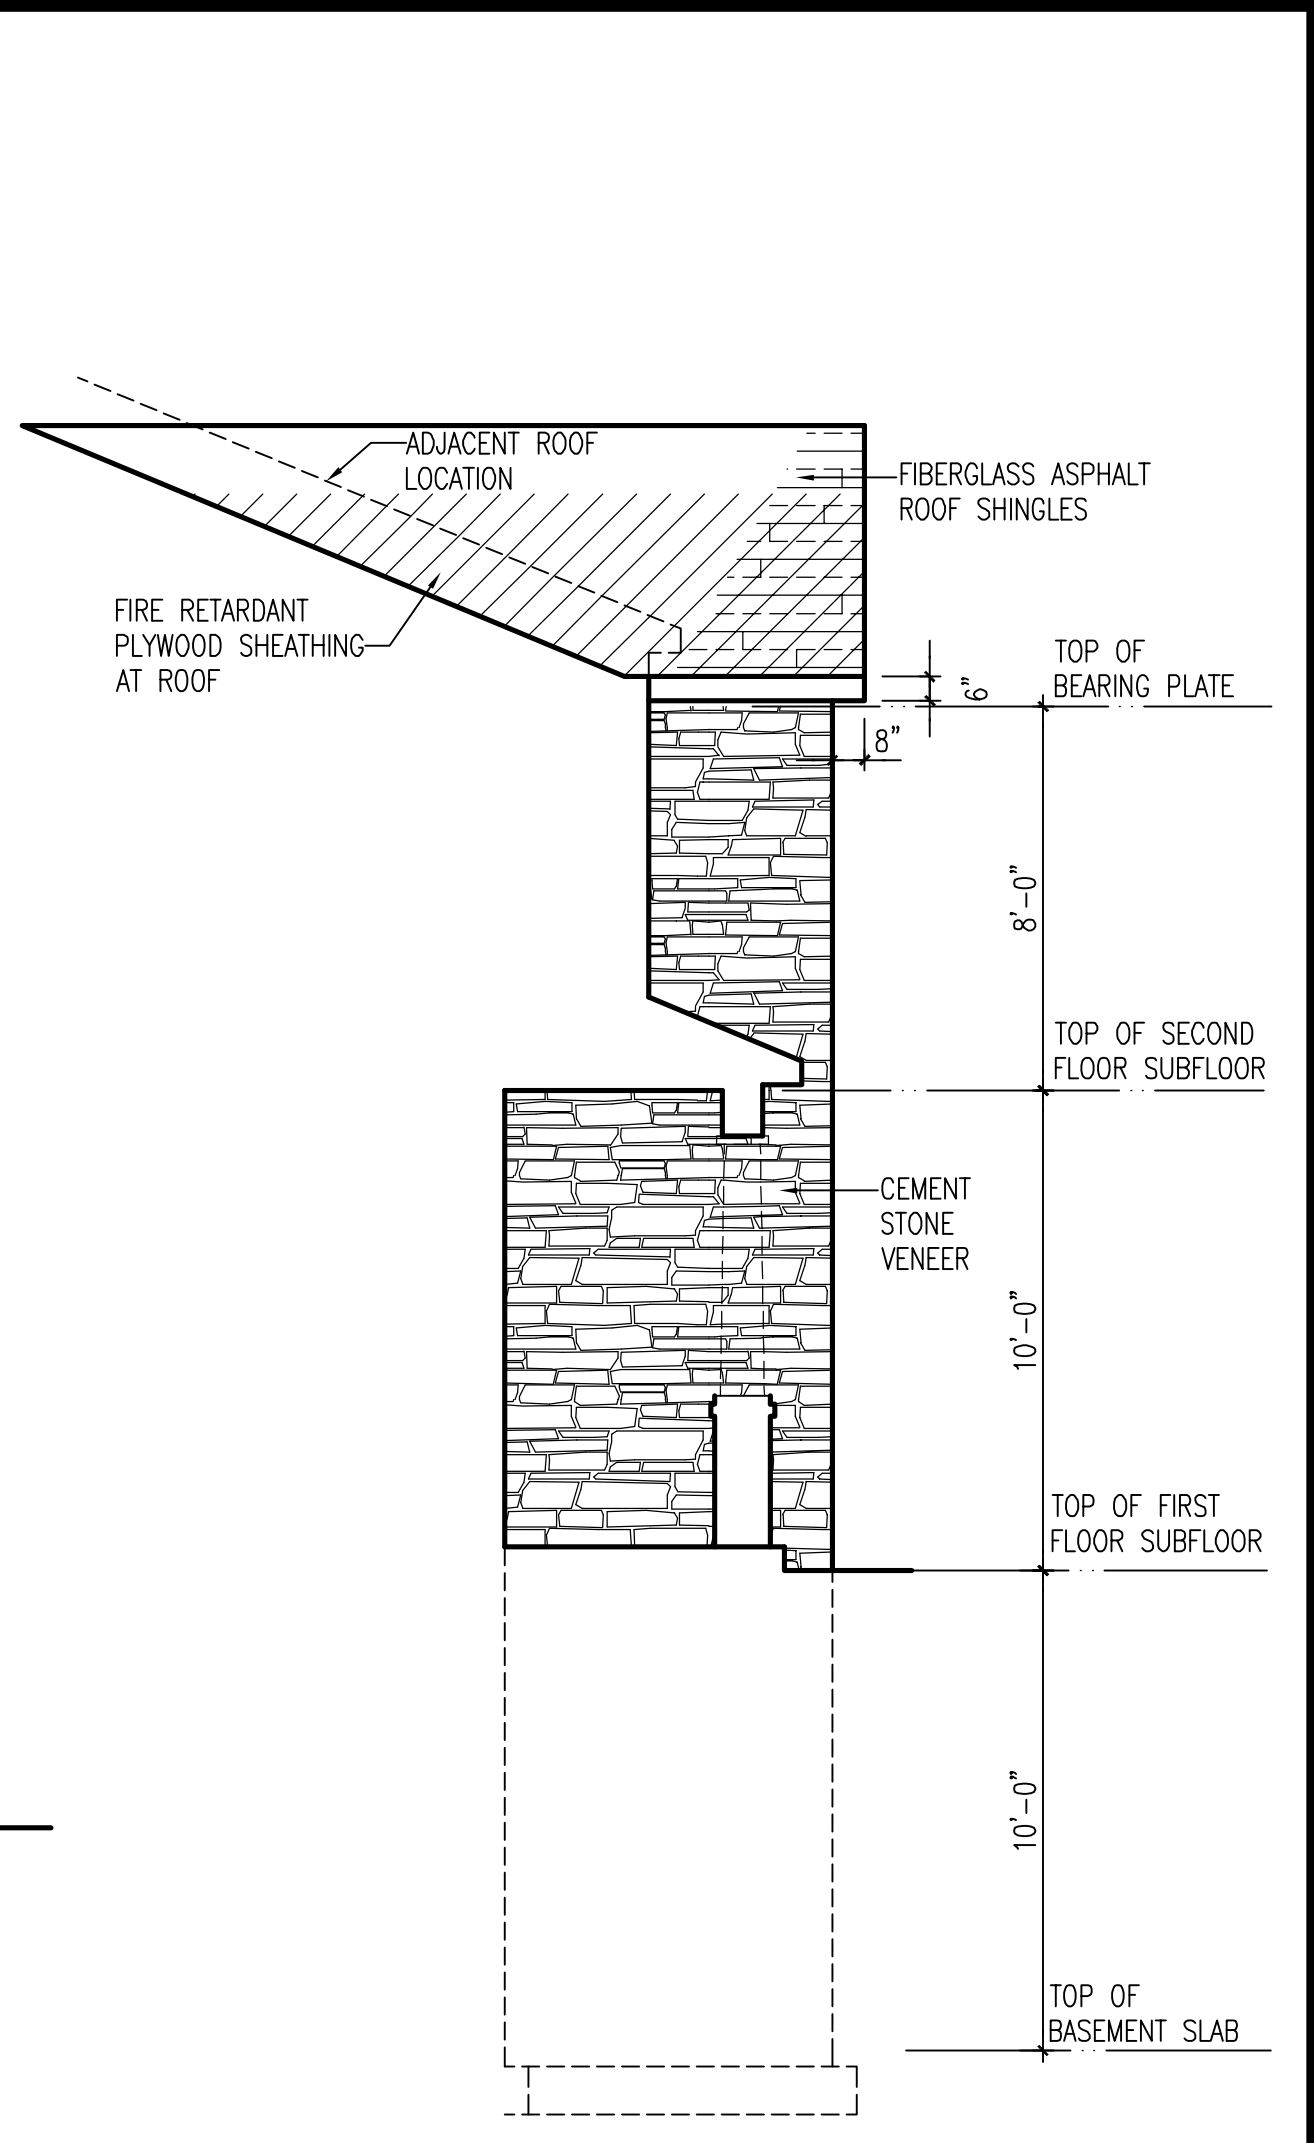 ADJACENT ROOF
LOCATION
FIBERGLASS ASPHALT
ROOF SHINGLES
FIRE RETARDANT
PLYWOOD SHEATHING
AT ROOF
TOP OF
BEARING PLATE
6"
8"
8'-0"
TOP OF SECOND
FLOOR SUBFLOOR
CEMENT
STONE
VENEER
10'-0"
TOP OF FIRST
FLOOR SUBFLOOR
10'-0"
TOP OF
BASEMENT SLAB